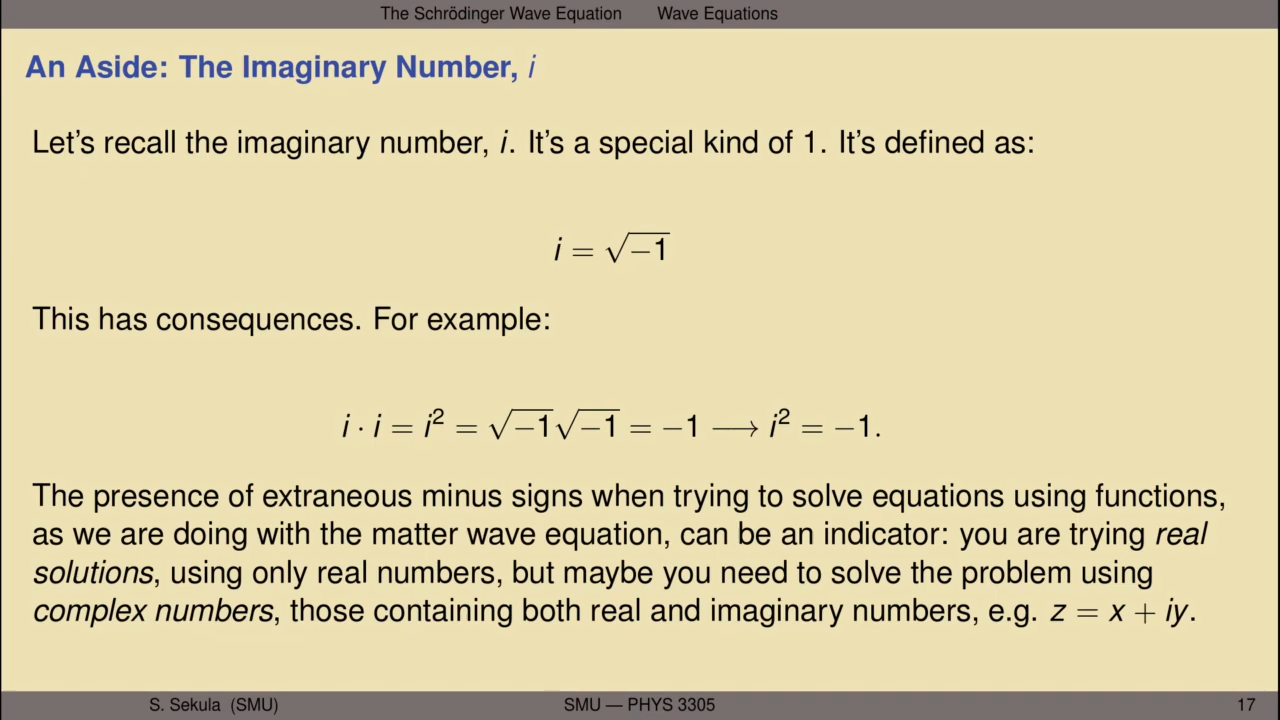 The Schrödinger Wave Equation Wave Equations
An Aside: The Imaginary Number, i
Let's recall the imaginary number, i. It's a special kind of 1. It's defined as:
i = √−1
This has consequences. For example:
i · i = i² = √−1√−1 = −1 ⟶ i² = −1.
The presence of extraneous minus signs when trying to solve equations using functions,
as we are doing with the matter wave equation, can be an indicator: you are trying real
solutions, using only real numbers, but maybe you need to solve the problem using
complex numbers, those containing both real and imaginary numbers, e.g. z = x + iy.
S. Sekula (SMU) SMU — PHYS 3305 17